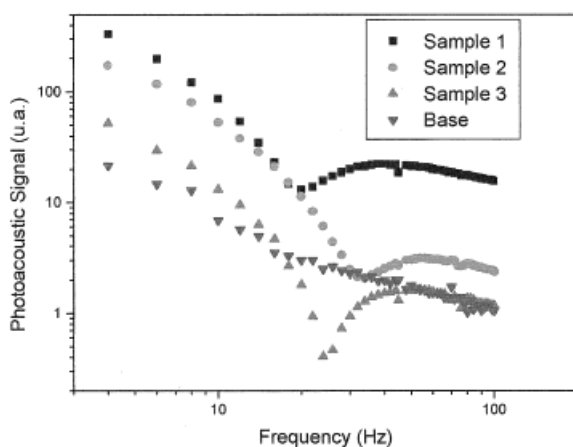 Sample 1
Sample 2
Sample 3
Base
Photoacoustic Signal (u.a.)
100
10
1
10
100
Frequency (Hz)